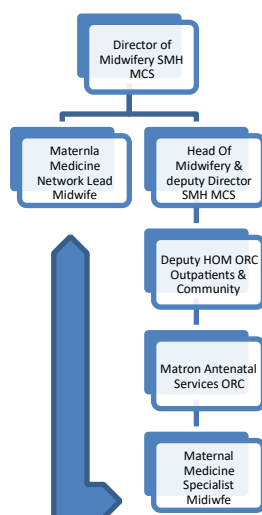 Director of
Midwifery SMH
MCS
Maternla
Medicine
Network Lead
Midwife
Head Of
Midwifery &
deputy Director
SMH MCS
Deputy HOM ORC
Outpatients &
Community
Matron Antenatal
Services ORC
Maternal
Medicine
Specialist
Midiwfe